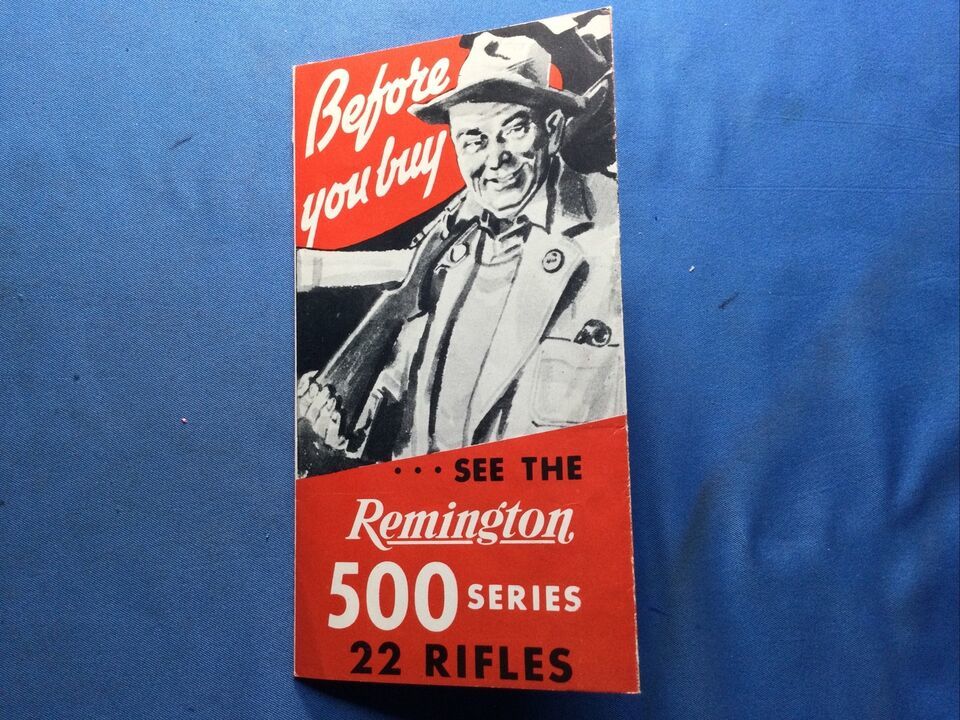 Before
you buy
... SEE THE
Remington
500 SERIES
22 RIFLES